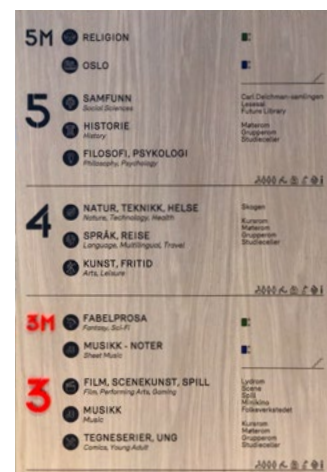 5M
RELIGION
OSLO
5
SAMFUNN
Social Sciences
HISTORIE
History
FILOSOFI, PSYKOLOGI
Philosophy, Psychology
Carl Deichman-samlingen
Lesesal
Future Library
Møterom
Grupperom
Studieceller
4
NATUR, TEKNIKK, HELSE
Nature, Technology, Health
SPRÅK, REISE
Language, Multilingual, Travel
KUNST, FRITID
Arts, Leisure
Skogen
Kursrom
Møterom
Grupperom
Studieceller
3M
FABELPROSA
Fantasy, Sci-Fi
MUSIKK - NOTER
Sheet Music
3
FILM, SCENEKUNST, SPILL
Film, Performing Arts, Gaming
MUSIKK
Music
TEGNESERIER, UNG
Comics, Young Adult
Lydrom
Scene
Spill
Minikino
Folkeverkstedet
Kursrom
Møterom
Grupperom
Studieceller